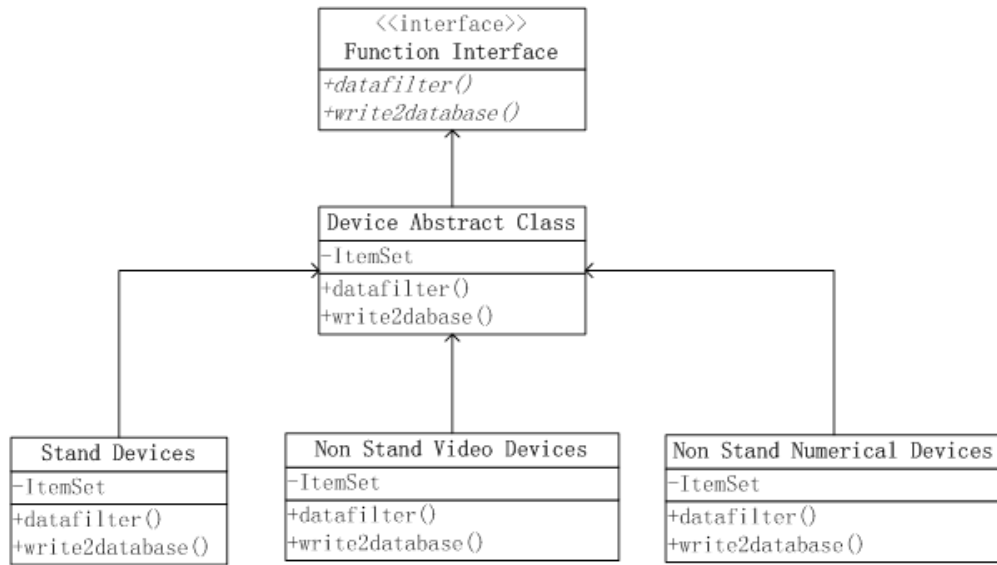 <<interface>>
Function Interface
+datafilter()
+write2database()
Device Abstract Class
-ItemSet
+datafilter()
+write2dabase()
Stand Devices
-ItemSet
+datafilter()
+write2database()
Non Stand Video Devices
-ItemSet
+datafilter()
+write2database()
Non Stand Numerical Devices
-ItemSet
+datafilter()
+write2database()